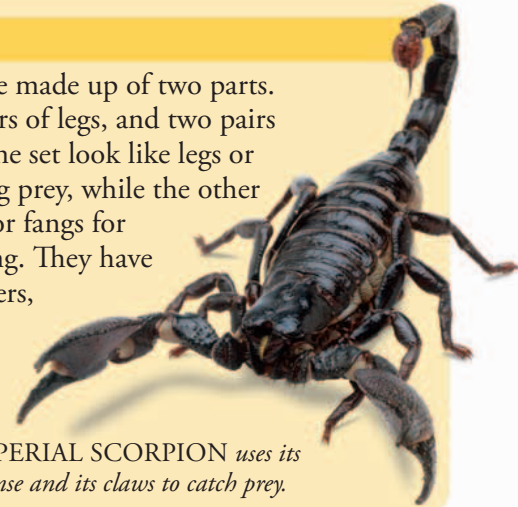 e made up of two parts.
rs of legs, and two pairs
ne set look like legs or
g prey, while the other
or fangs for
ng. They have
ers,
PERIAL SCORPION uses its
nse and its claws to catch prey.